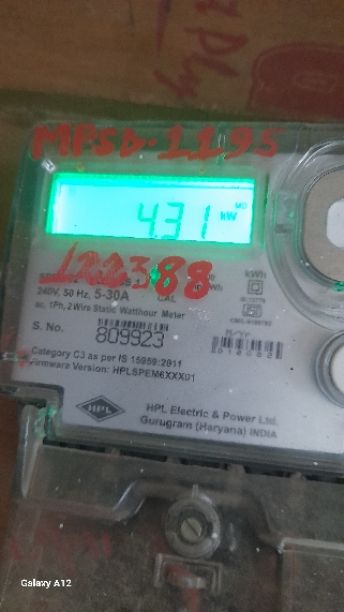 MPSD-1195
MD
4.31 kW
122388
kWh
240V, 50 Hz, 5-30A
CAL
ac, 1Ph, 2 Wire Static Watthour Meter
S. No.
809923
Category C3 as per IS 15959:2011
Firmware Version: HPLSPEM6XXX01
HPL
HPL Electric & Power Ltd.
Gurugram (Haryana) INDIA
Galaxy A12